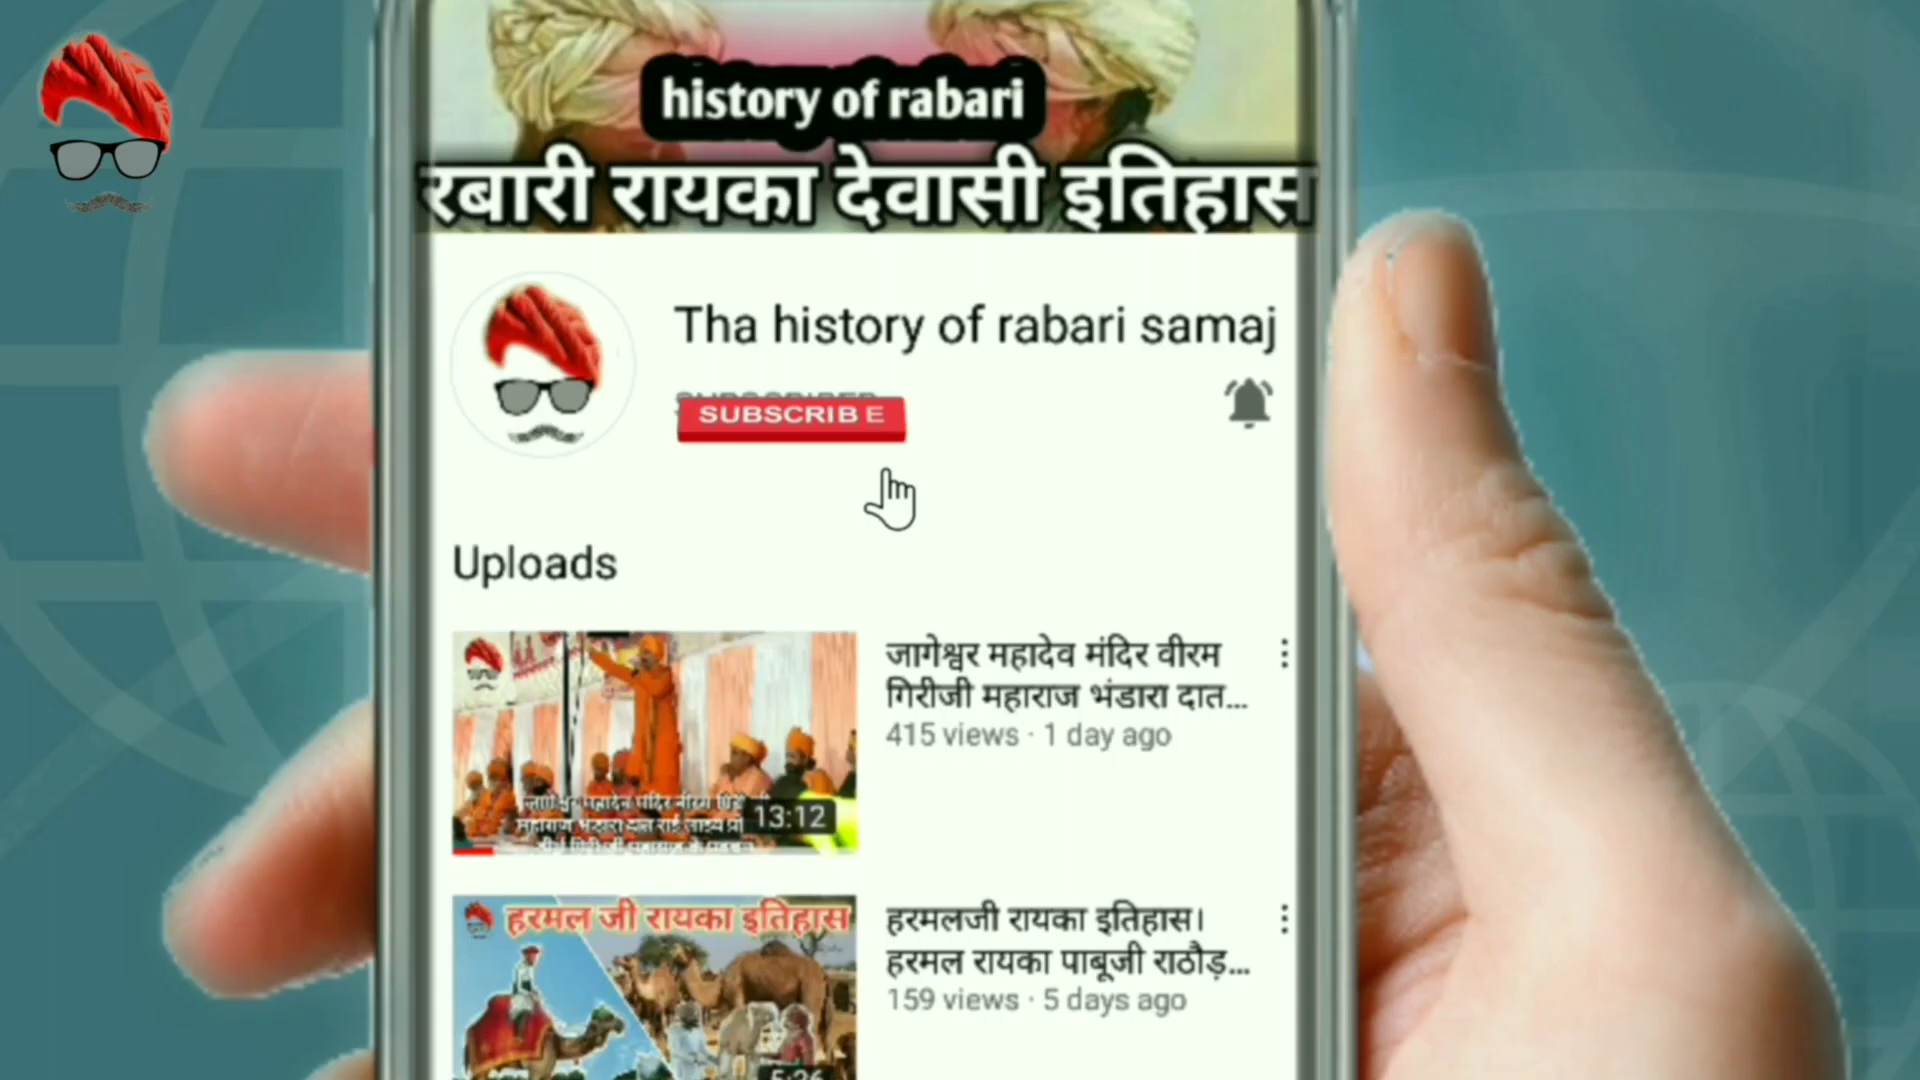 history of rabari
रबारी रायका देवासी इतिहास
Tha history of rabari samaj
SUBSCRIBE
Uploads
जागेश्वर महादेव मंदिर वीरम
गिरीजी महाराज भंडारा दात...
415 views · 1 day ago
13:12
हरमल जी रायका इतिहास
हरमलजी रायका इतिहास।
हरमल रायका पाबूजी राठौड़...
159 views · 5 days ago